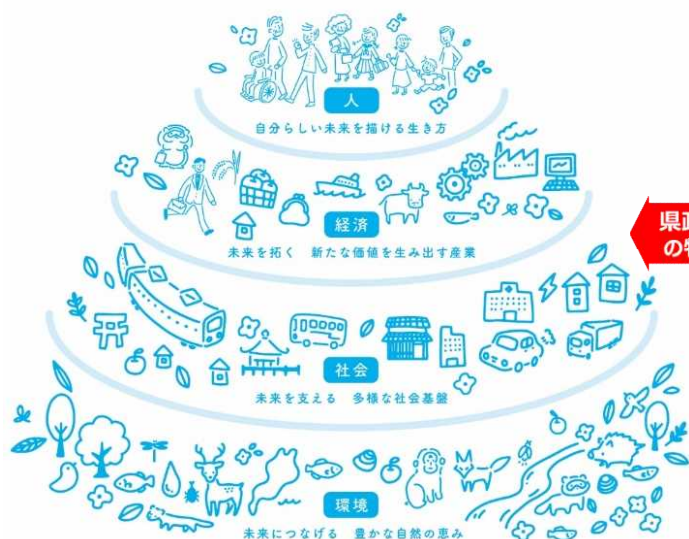 人
自分らしい未来を描ける生き方
経済
未来を拓く 新たな価値を生み出す産業
県政
の特
社会
未来を支える 多様な社会基盤
環境
未来につなげる 豊かな自然の恵み